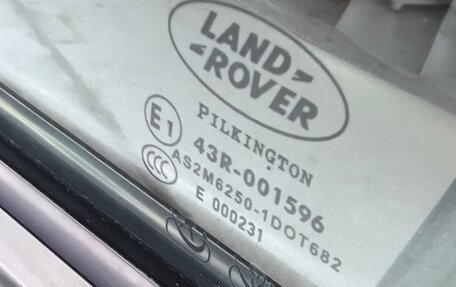 LAND
ROVER
PILKINGTON
E1 43R-001596
CCC AS2M6250-1DOT682
E 000231